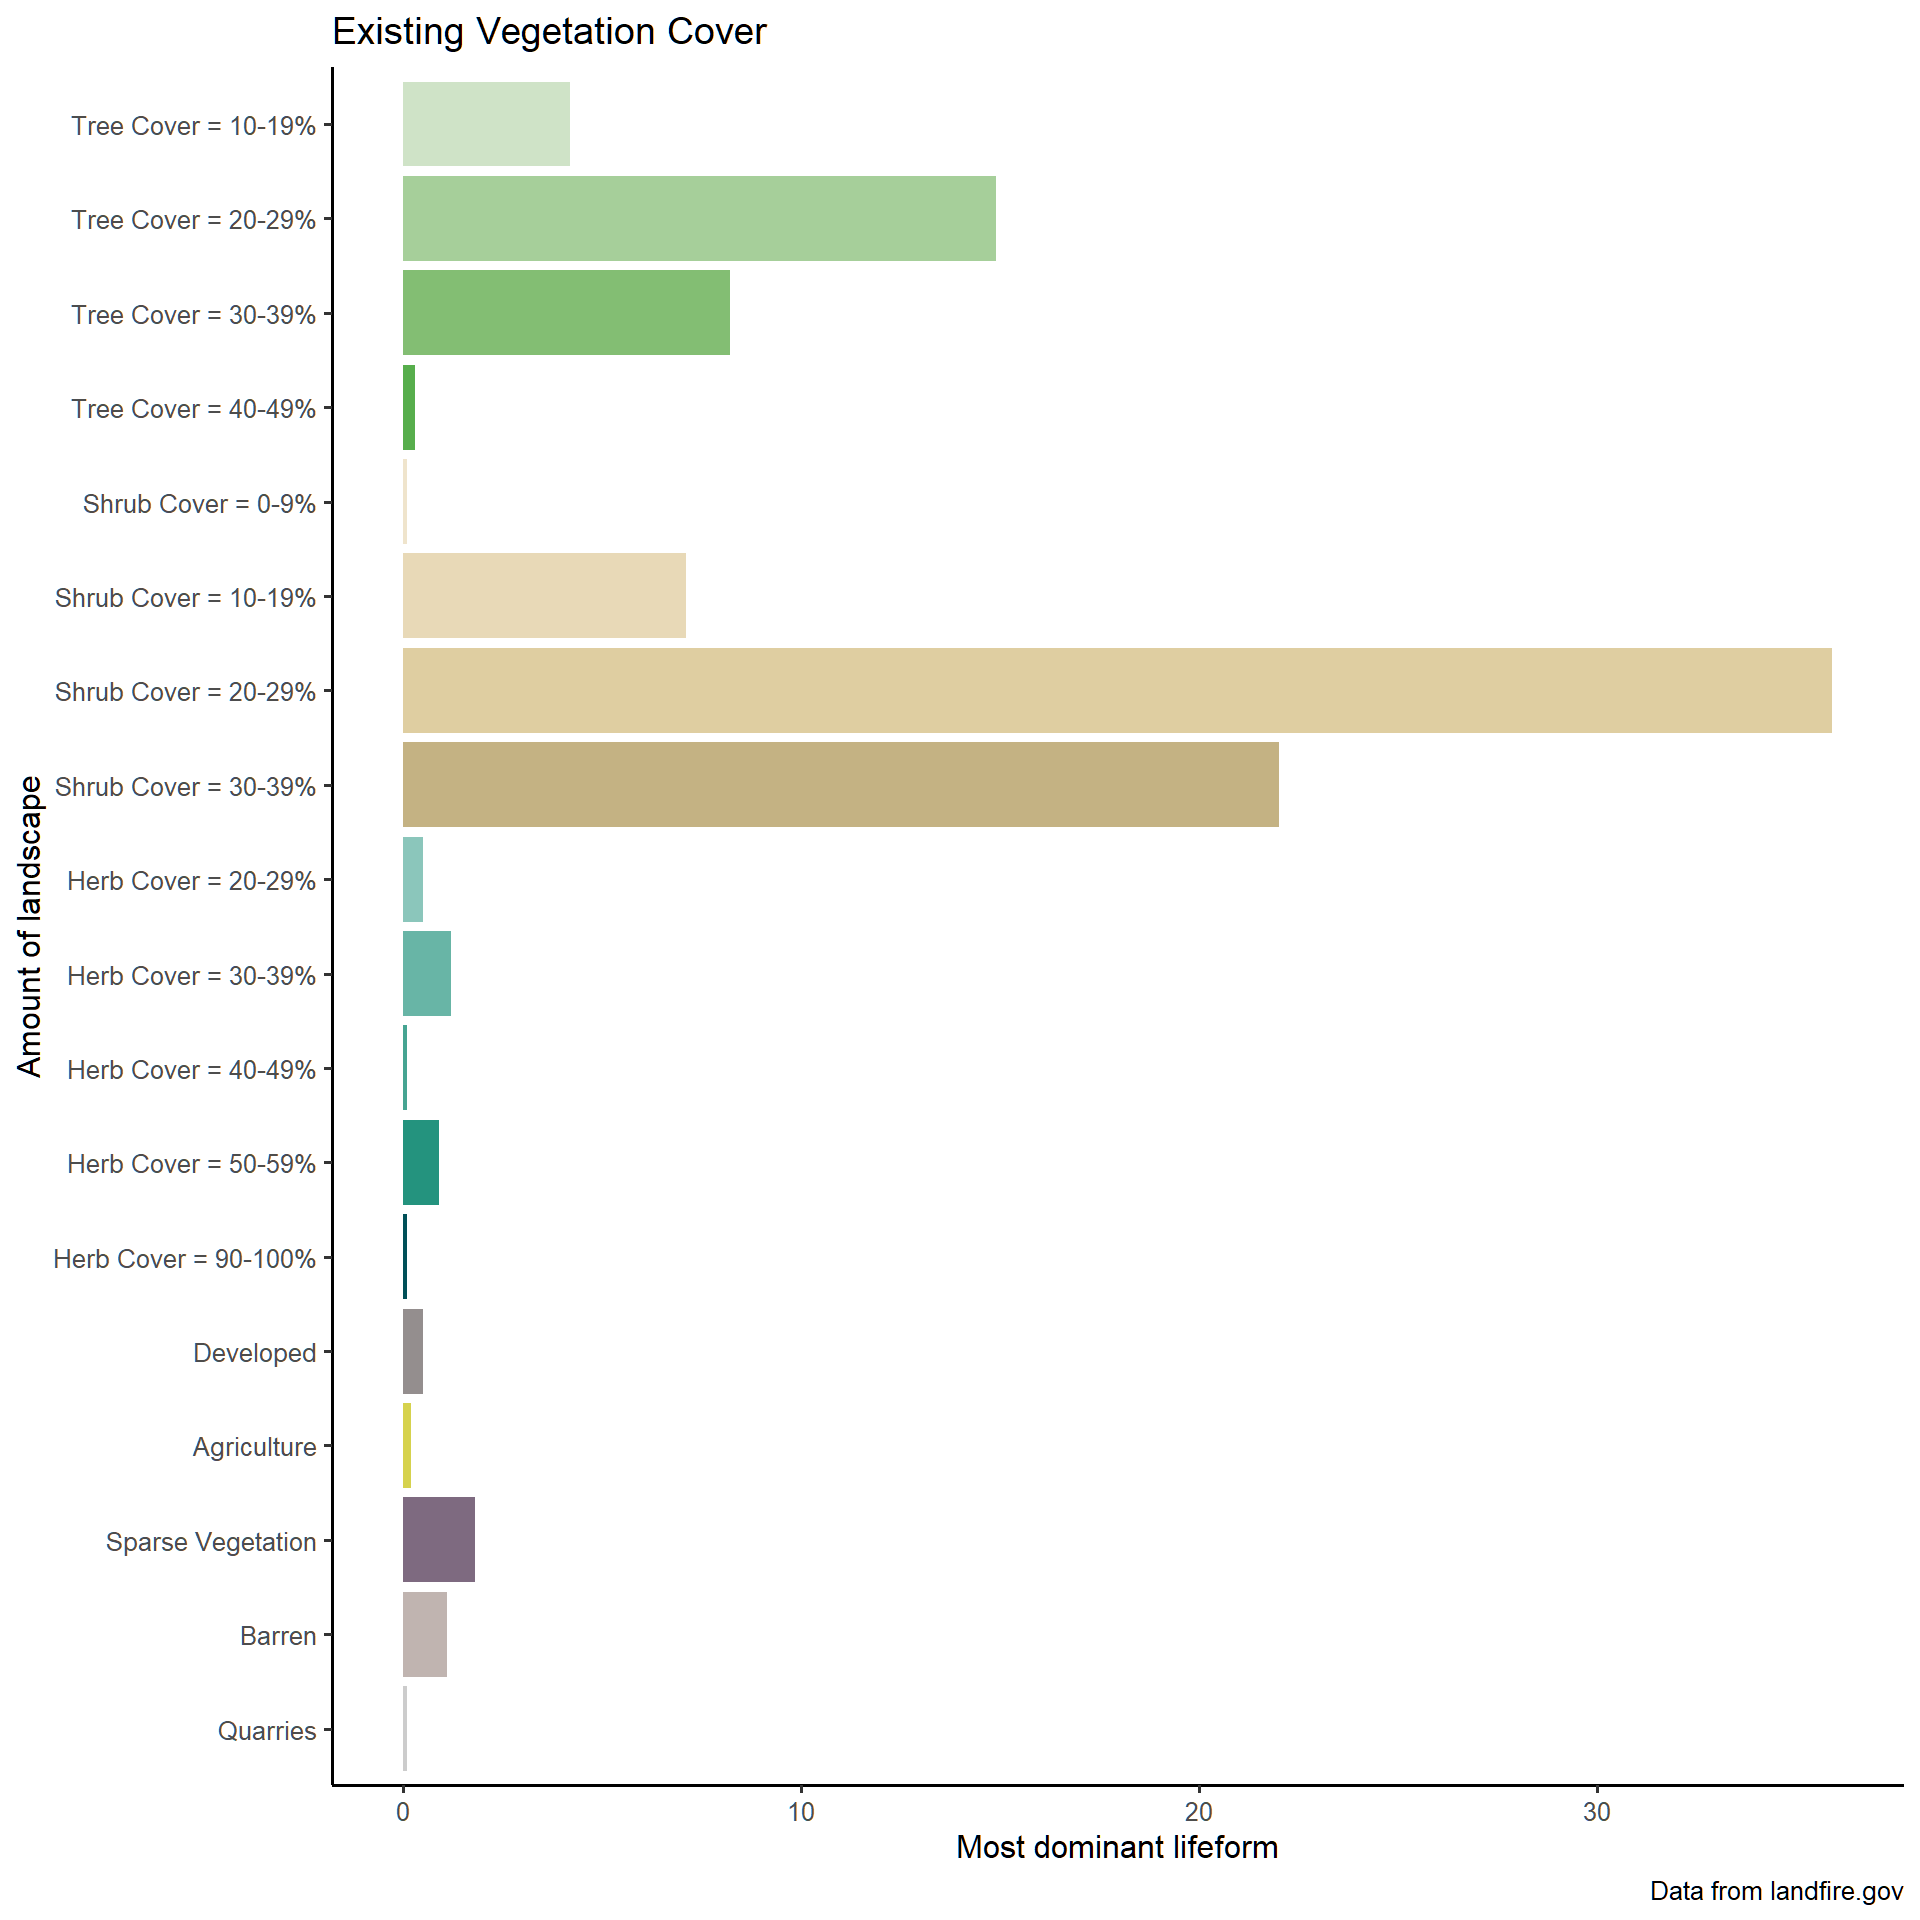 Existing Vegetation Cover
Tree Cover = 10-19%
Tree Cover = 20-29%
Tree Cover = 30-39%
Tree Cover = 40-49%
Shrub Cover = 0-9%
Shrub Cover = 10-19%
Shrub Cover = 20-29%
Shrub Cover = 30-39%
Herb Cover = 20-29%
Herb Cover = 30-39%
Herb Cover = 40-49%
Herb Cover = 50-59%
Herb Cover = 90-100%
Developed
Agriculture
Sparse Vegetation
Barren
Quarries
Amount of landscape
0 10 20 30
Most dominant lifeform
Data from landfire.gov